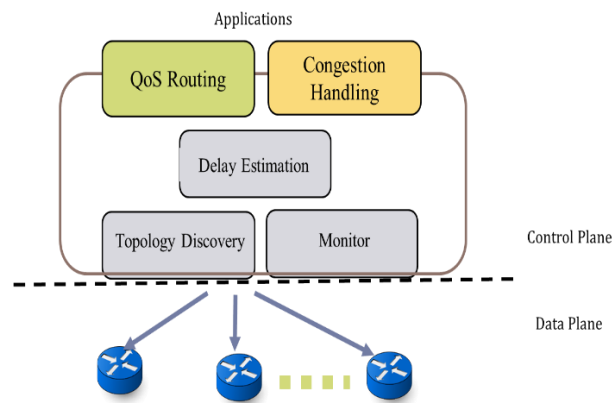 Applications
QoS Routing
Congestion
Handling
Delay Estimation
Topology Discovery
Monitor
Control Plane
Data Plane